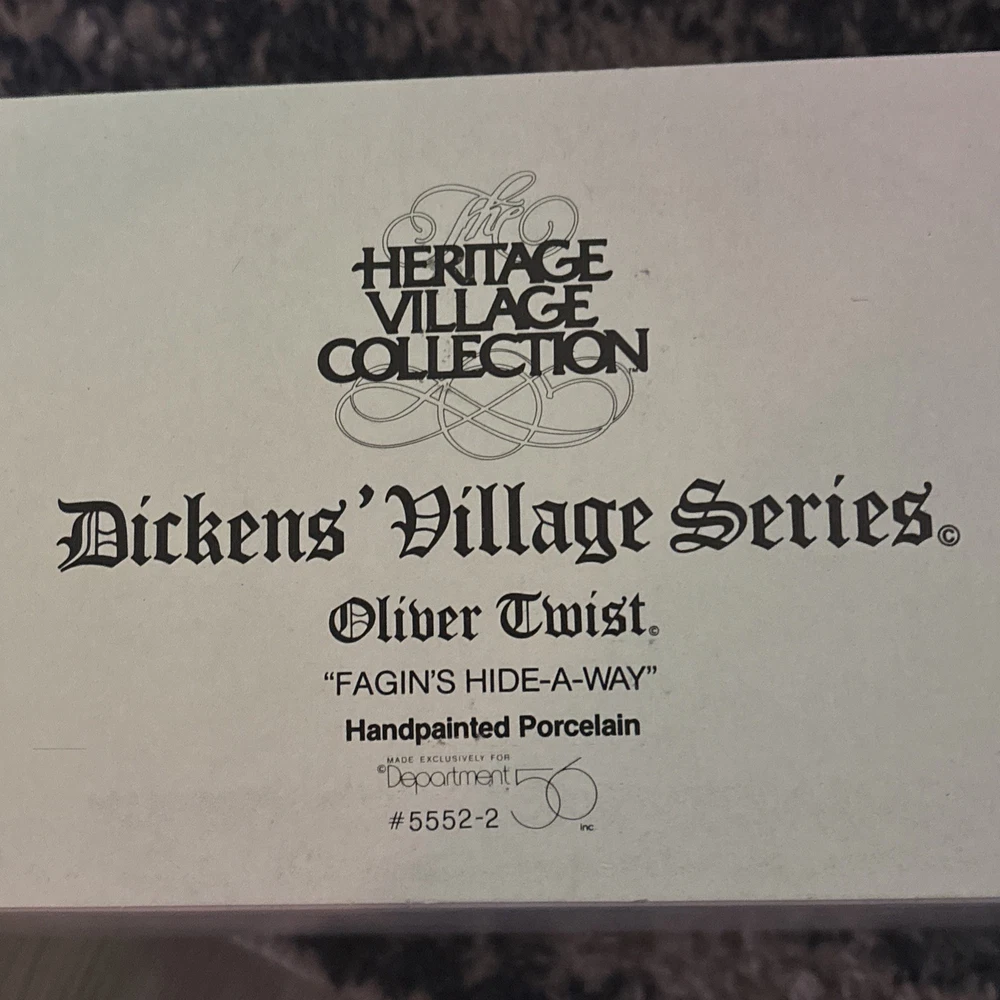 The
HERITAGE
VILLAGE
COLLECTION™
Dickens' Village Series©
Oliver Twist©
“FAGIN'S HIDE-A-WAY”
Handpainted Porcelain
MADE EXCLUSIVELY FOR
©Department 56 inc.
#5552-2